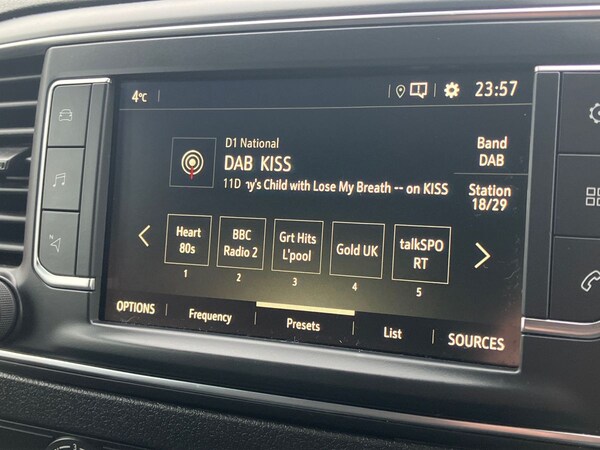 4°C
23:57
D1 National
DAB KISS
11D ny's Child with Lose My Breath -- on KISS
Band
DAB
Station
18/29
Heart
80s
BBC
Radio 2
Grt Hits
L'pool
Gold UK
talkSPO
RT
1
2
3
4
5
OPTIONS
Frequency
Presets
List
SOURCES
N